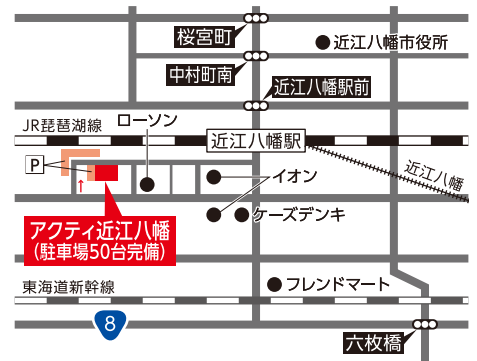 桜宮町
近江八幡市役所
中村町南
近江八幡駅前
JR琵琶湖線
ローソン
近江八幡駅
P
近江八幡
イオン
ケーズデンキ
アクティ近江八幡
(駐車場50台完備)
東海道新幹線
フレンドマート
8
六枚橋